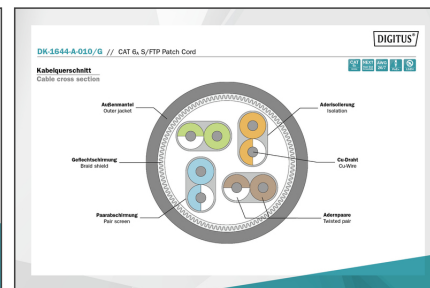 DIGITUS®
DK-1644-A-010/G // CAT 6A S/FTP Patch Cord
Kabelquerschnitt
Cable cross section
Außenmantel
Outer jacket
Aderisolierung
Isolation
Geflechtschirmung
Braid shield
Cu-Draht
Cu-Wire
Paarabschirmung
Pair screen
Adernpaare
Twisted pair